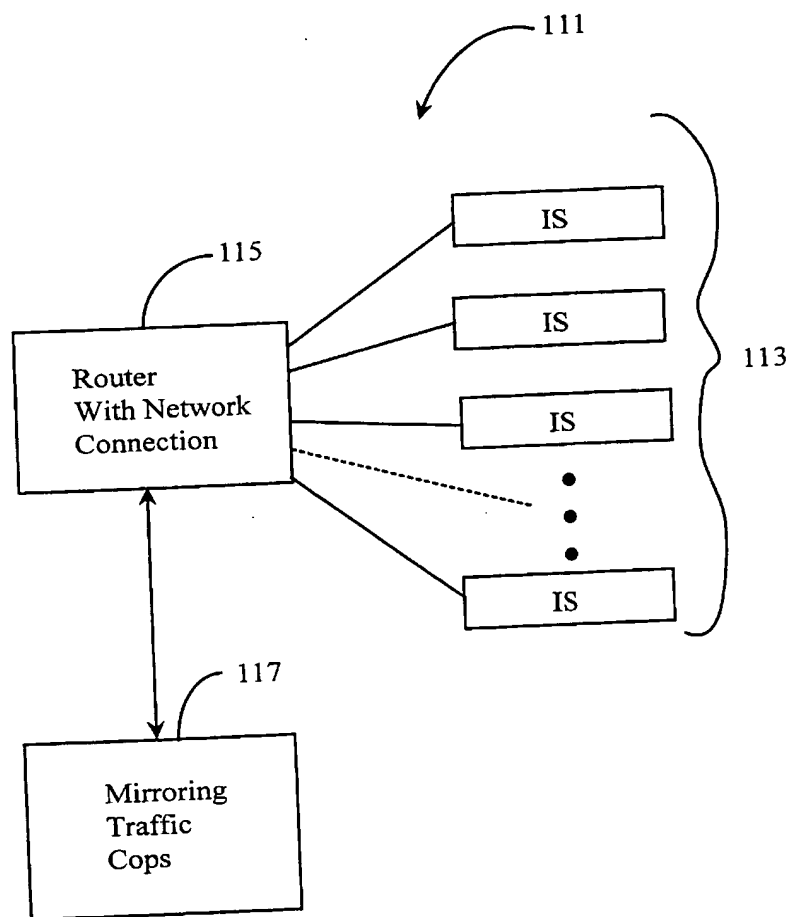 111
IS
115
IS
Router
With Network
Connection
113
IS
IS
117
Mirroring
Traffic
Cops